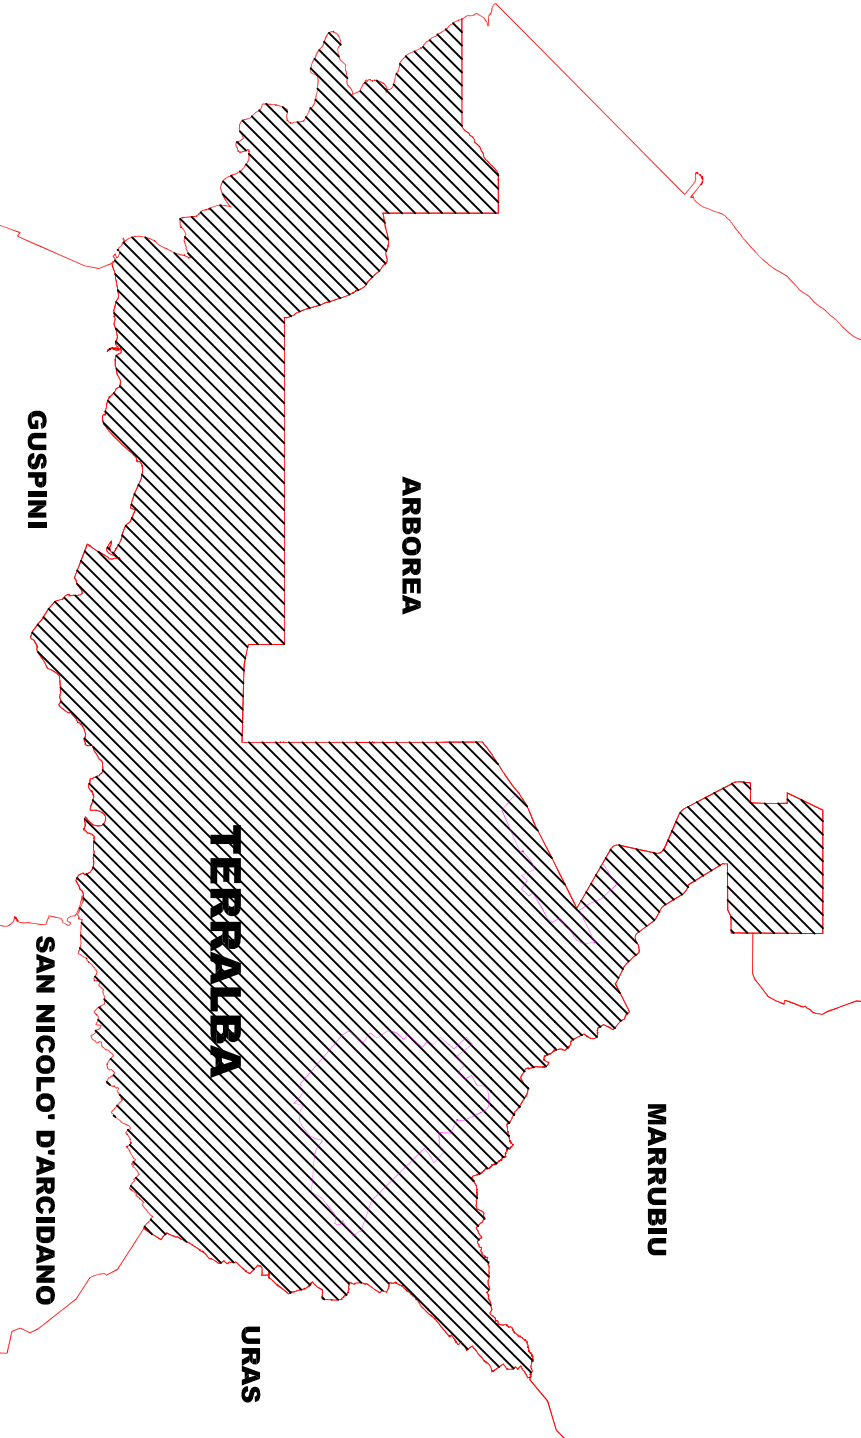 MARRUBIU
ARBOREA
URAS
TERRALBA
SAN NICOLO' D'ARCIDANO
GUSPINI